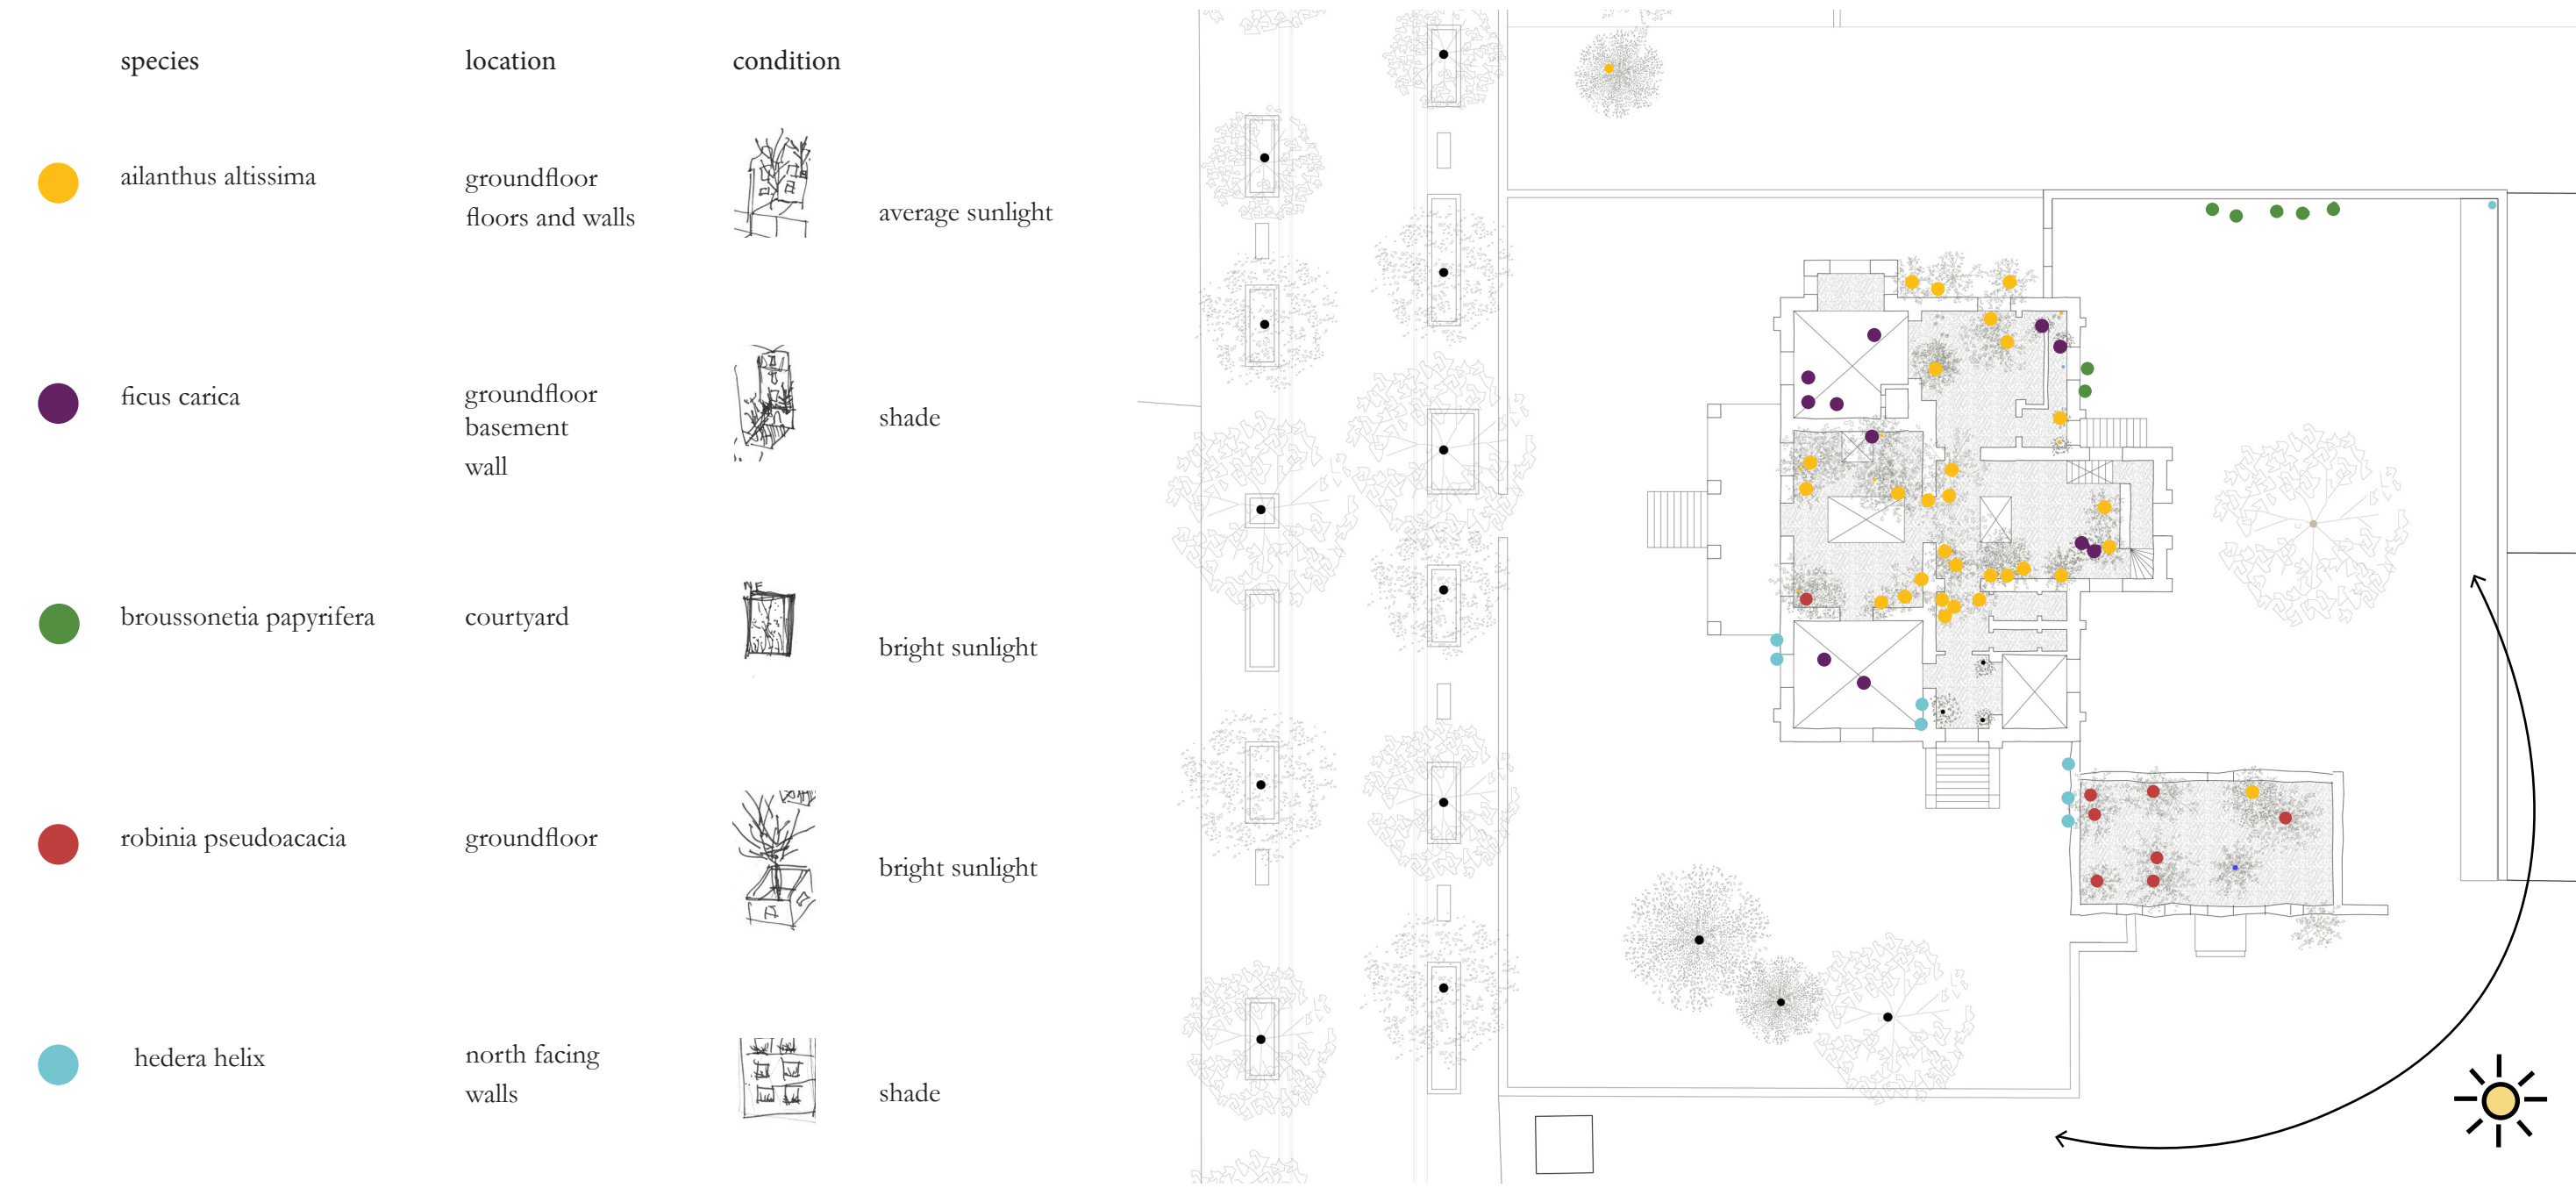 species location condition
ailanthus altissima
groundfloor
floors and walls
average sunlight
ficus carica
groundfloor
basement
wall
shade
broussonetia papyrifera
courtyard
NE
bright sunlight
robinia pseudoacacia
groundfloor
bright sunlight
hedera helix
north facing
walls
shade